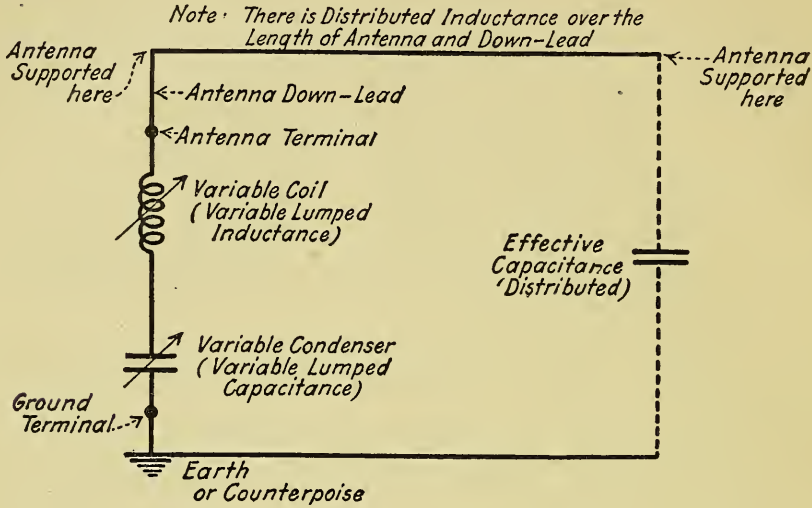 Note: There is Distributed Inductance over the
Length of Antenna and Down-Lead
Antenna
Supported
here
Antenna
Supported
here
Antenna Down-Lead
Antenna Terminal
Variable Coil
(Variable Lumped
Inductance)
Effective
Capacitance
(Distributed)
Variable Condenser
(Variable Lumped
Capacitance)
Ground
Terminal
Earth
or Counterpoise